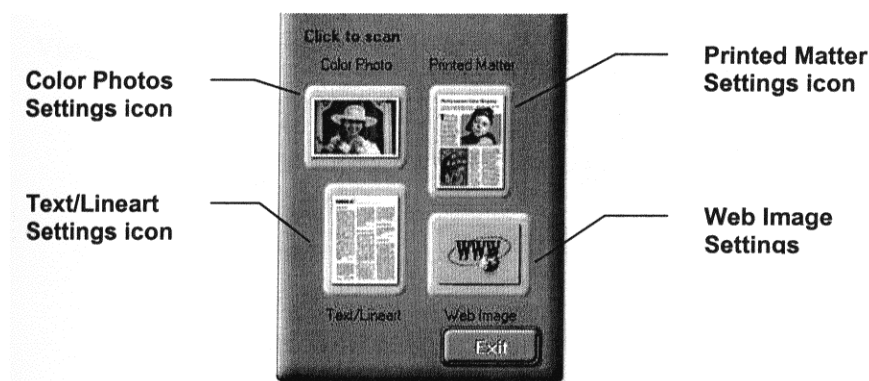 Click to scan
Color Photo Printed Matter
Color Photos
Settings icon
Printed Matter
Settings icon
Text/Lineart
Settings icon
WWW
Web Image
Settings
Text/Lineart Web Image
Exit